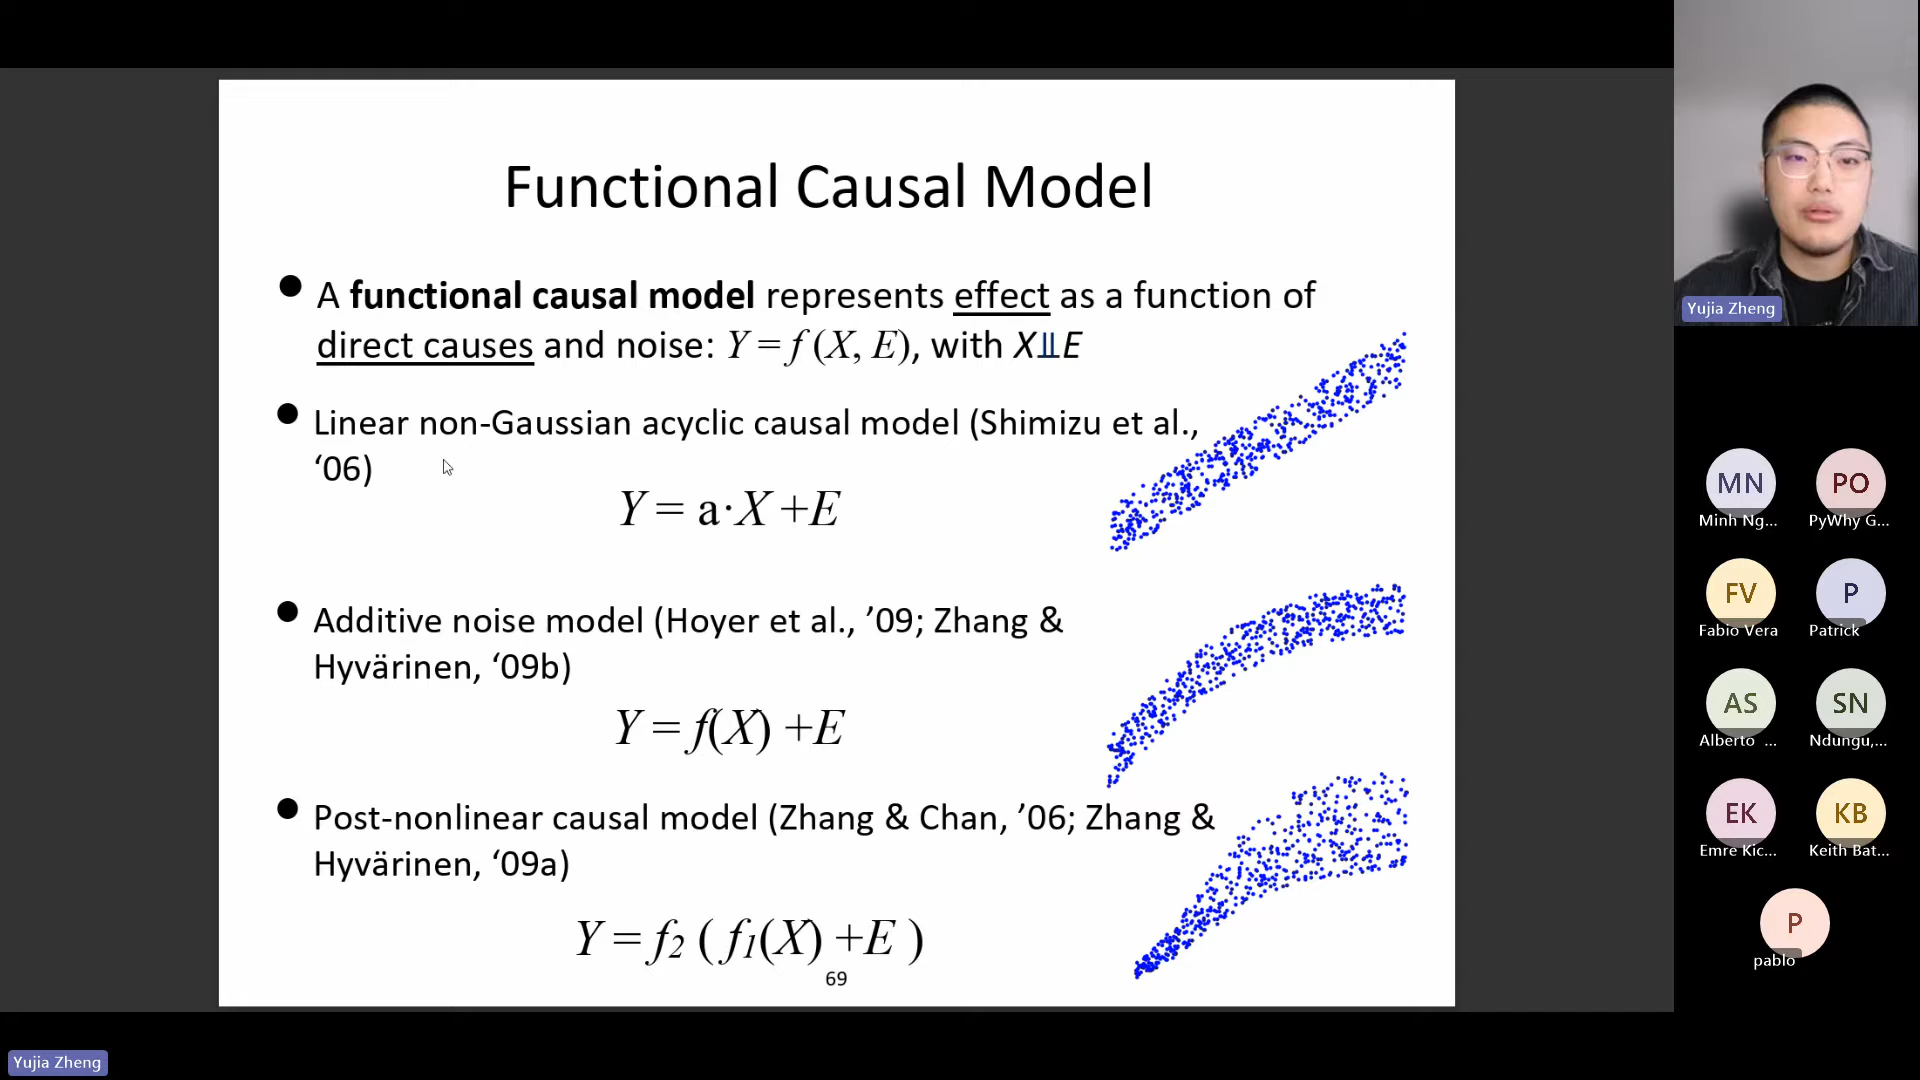 Functional Causal Model
● A functional causal model represents effect as a function of
direct causes and noise: Y = f (X, E), with X⫫E
● Linear non-Gaussian acyclic causal model (Shimizu et al.,
‘06)
Y = a·X +E
● Additive noise model (Hoyer et al., ’09; Zhang &
Hyvärinen, ‘09b)
Y = f(X) +E
● Post-nonlinear causal model (Zhang & Chan, ’06; Zhang &
Hyvärinen, ‘09a)
Y = f2 ( f1(X) +E )
69
Yujia Zheng
MN PO
Minh Ng... PyWhy G...
FV P
Fabio Vera Patrick
AS SN
Alberto ... Ndungu,...
EK KB
Emre Kic... Keith Bat...
P
pablo
Yujia Zheng